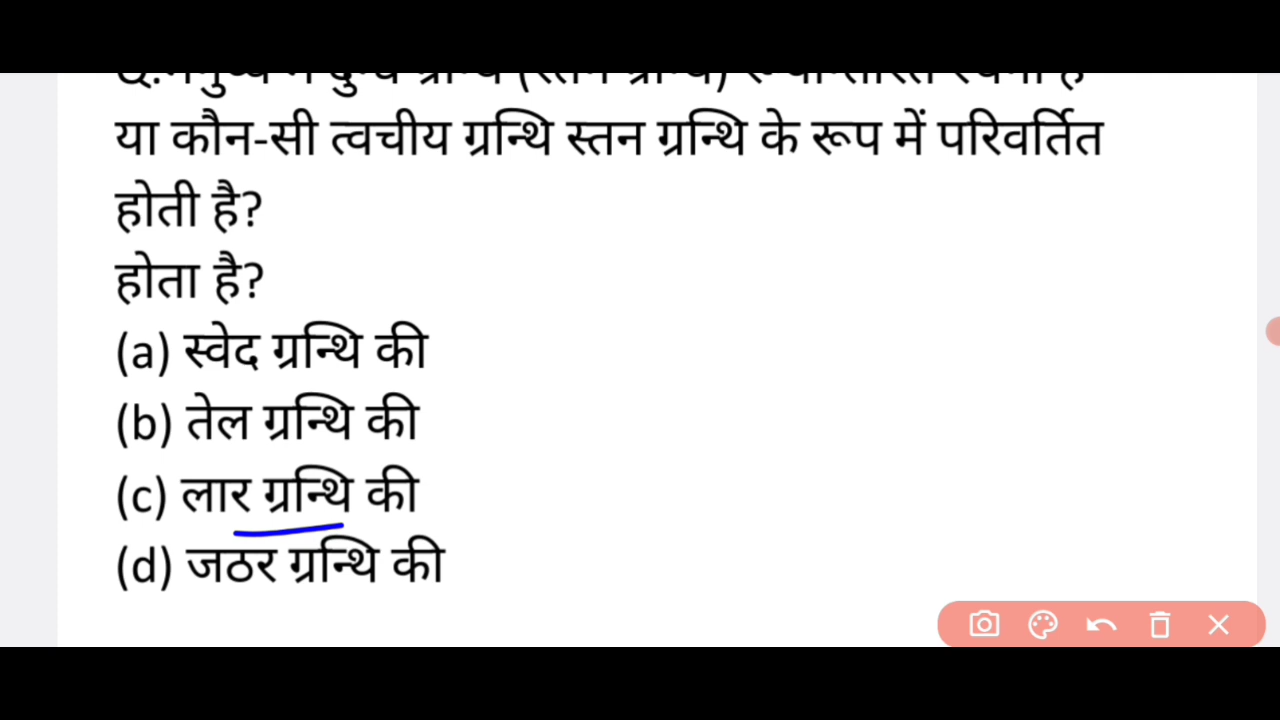 या कौन-सी त्वचीय ग्रन्थि स्तन ग्रन्थि के रूप में परिवर्तित
होती है?
होता है?
(a) स्वेद ग्रन्थि की
(b) तेल ग्रन्थि की
(c) लार ग्रन्थि की
(d) जठर ग्रन्थि की